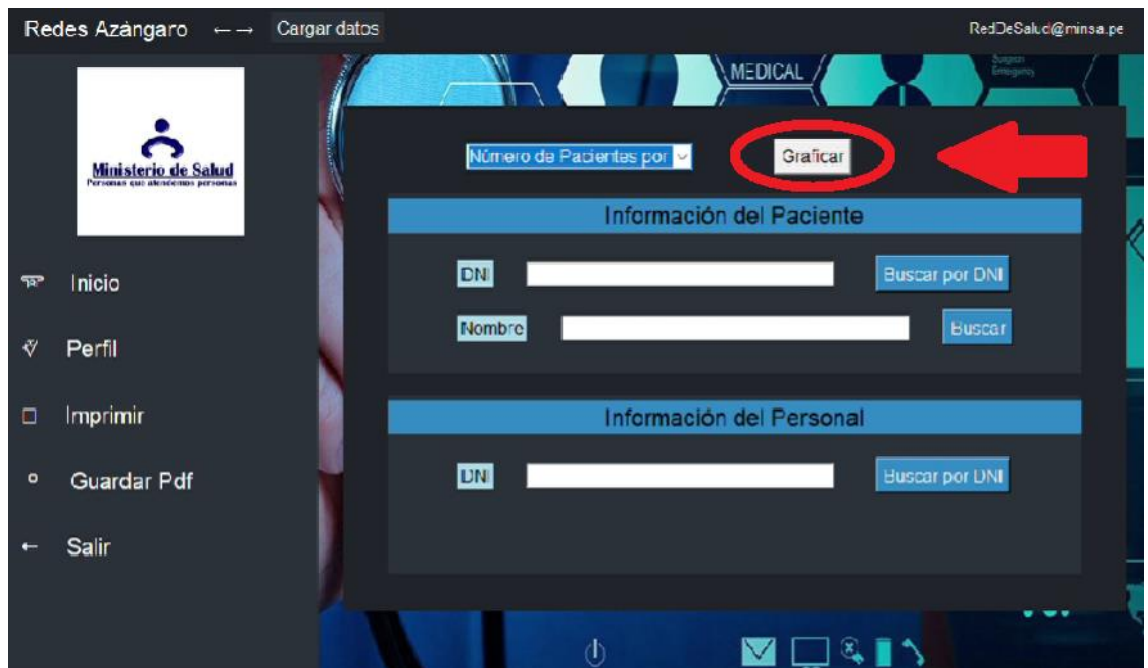 Redes Azángaro ←→ Cargar datos
RedDeSalud@minsa.pe
MEDICAL
Surgeon
Emergency
Ministerio de Salud
Personas que atendemos personas
Número de Pacientes por
Graficar
Información del Paciente
DNI
Buscar por DNI
Nombre
Buscar
Información del Personal
DNI
Buscar por DNI
Inicio
Perfil
Imprimir
Guardar Pdf
← Salir